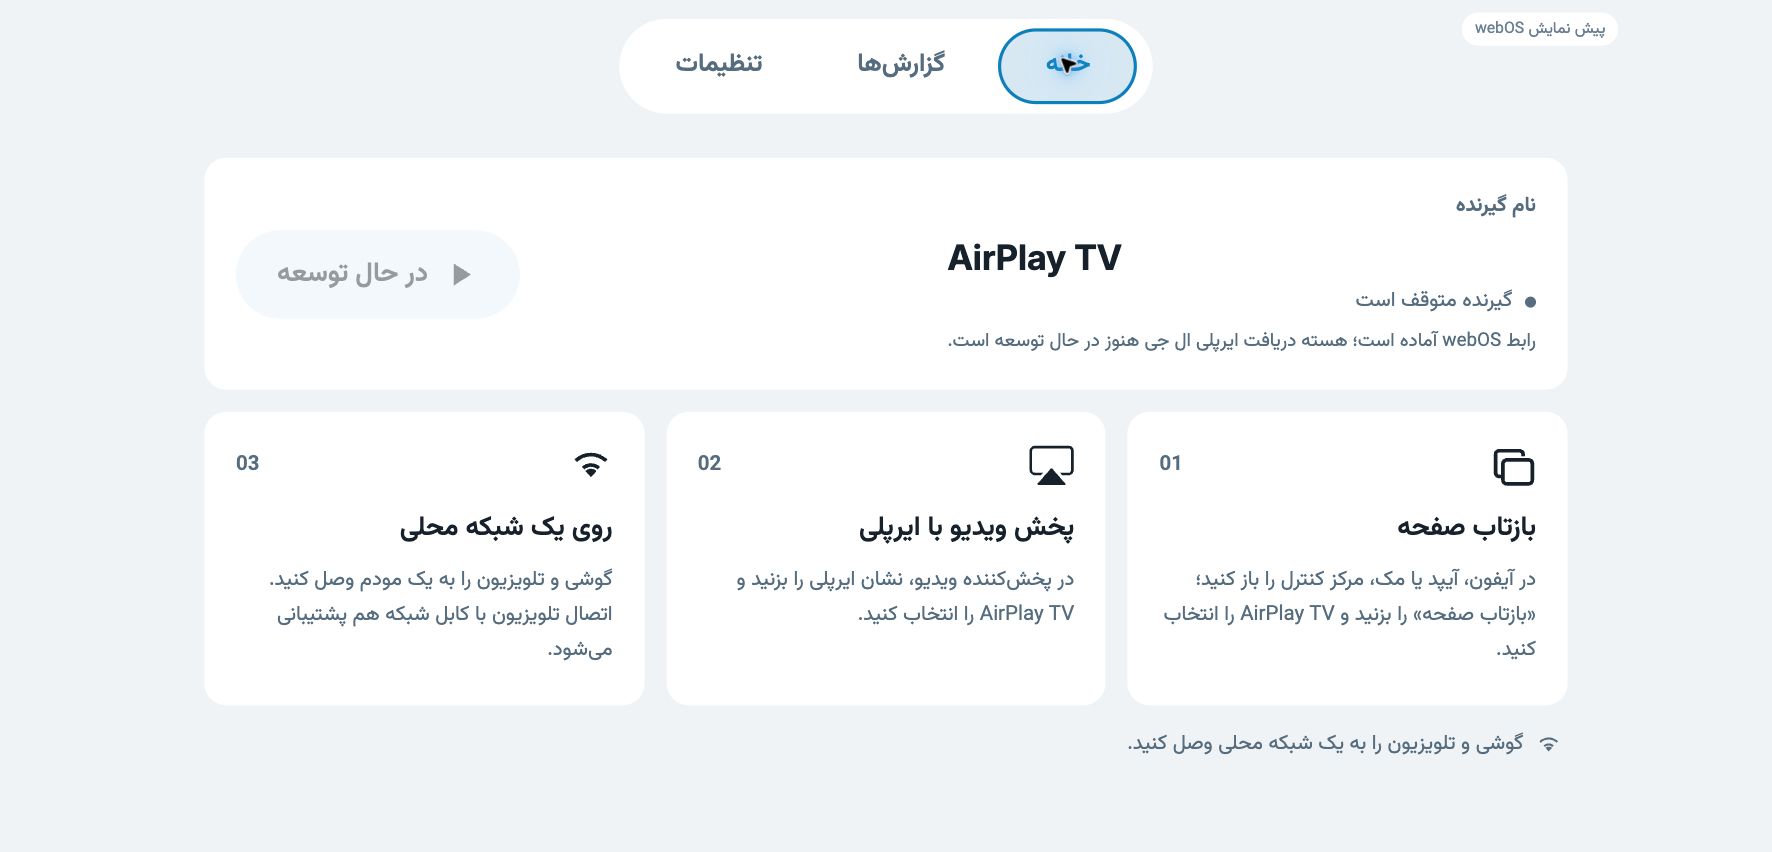 پیش نمایش webOS
خانه
گزارش‌ها
تنظیمات
نام گیرنده
AirPlay TV
گیرنده متوقف است
رابط webOS آماده است؛ هسته دریافت ایرپلی ال جی هنوز در حال توسعه است.
در حال توسعه
01
بازتاب صفحه
در آیفون، آیپد یا مک، مرکز کنترل را باز کنید؛
«بازتاب صفحه» را بزنید و AirPlay TV را انتخاب
کنید.
02
پخش ویدیو با ایرپلی
در پخش‌کننده ویدیو، نشان ایرپلی را بزنید و
AirPlay TV را انتخاب کنید.
03
روی یک شبکه محلی
گوشی و تلویزیون را به یک مودم وصل کنید.
اتصال تلویزیون با کابل شبکه هم پشتیبانی
می‌شود.
گوشی و تلویزیون را به یک شبکه محلی وصل کنید.